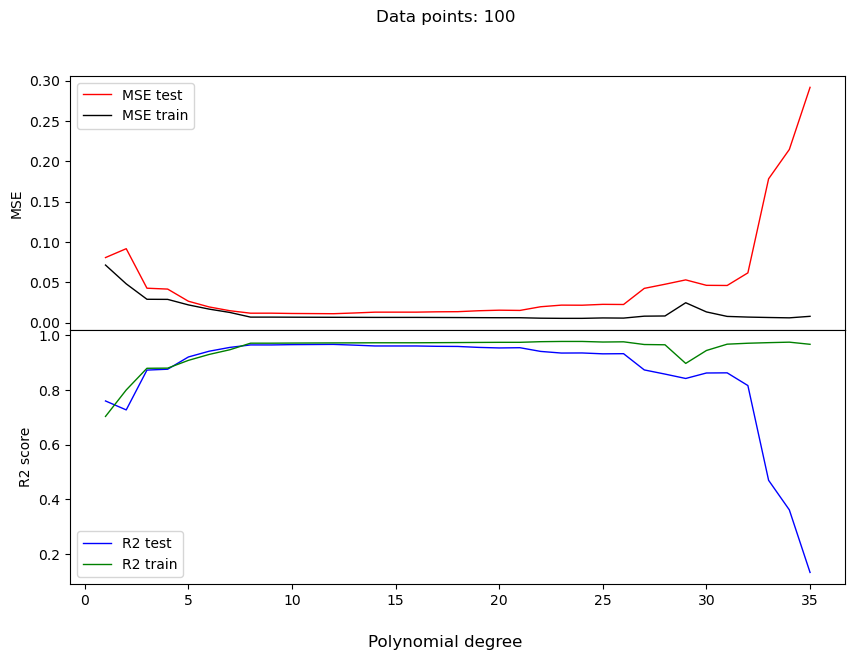 Data points: 100
0.30
0.25
0.20
0.15
0.10
0.05
0.00
MSE
MSE test
MSE train
1.0
0.8
0.6
0.4
0.2
R2 score
R2 test
R2 train
0 5 10 15 20 25 30 35
Polynomial degree